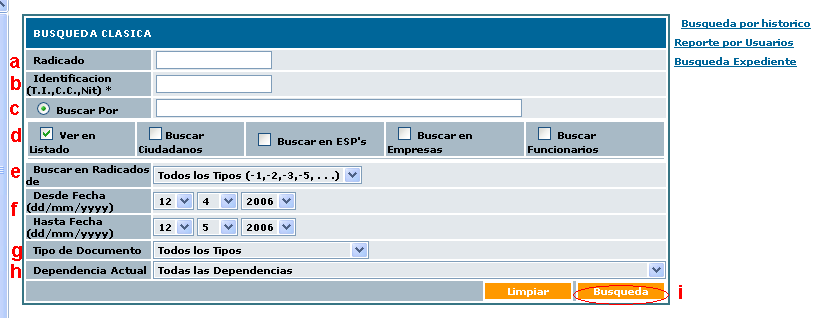 BUSQUEDA CLASICA
Busqueda por historico
Reporte por Usuarios
Busqueda Expediente
a Radicado
b Identificacion
(T.I.,C.C.,Nit) *
c Buscar Por
d Ver en Listado Buscar Ciudadanos Buscar en ESP's Buscar en Empresas Buscar Funcionarios
e Buscar en Radicados de Todos los Tipos (-1,-2,-3,-5, . . .)
f Desde Fecha
(dd/mm/yyyy) 12 4 2006
Hasta Fecha
(dd/mm/yyyy) 12 5 2006
g Tipo de Documento Todos los Tipos
h Dependencia Actual Todas las Dependencias
Limpiar Busqueda i